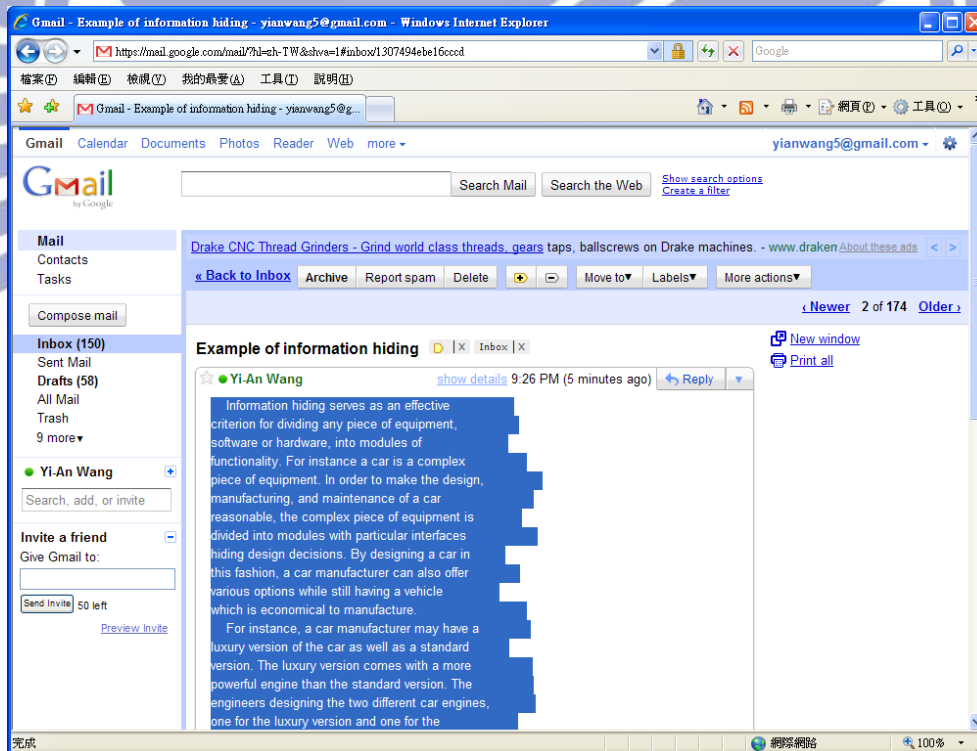 Gmail - Example of information hiding - yianwang5@gmail.com - Windows Internet Explorer
https://mail.google.com/mail/?hl=zh-TW&shva=1#inbox/1307494ebe16cccd
Google
檔案(F) 編輯(E) 檢視(V) 我的最愛(A) 工具(T) 說明(H)
Gmail - Example of information hiding - yianwang5@g... 網頁(P) 工具(O)
Gmail Calendar Documents Photos Reader Web more yianwang5@gmail.com
Gmail
by Google
Search Mail Search the Web
Show search options
Create a filter
Mail
Contacts
Tasks
Compose mail
Inbox (150)
Sent Mail
Drafts (58)
All Mail
Trash
9 more
Yi-An Wang
Search, add, or invite
Invite a friend
Give Gmail to:
Send Invite 50 left
Preview Invite
Drake CNC Thread Grinders - Grind world class threads, gears taps, ballscrews on Drake machines. - www.draken About these ads < >
« Back to Inbox Archive Report spam Delete Move to Labels More actions
‹ Newer 2 of 174 Older ›
Example of information hiding X Inbox X
New window
Print all
Yi-An Wang show details 9:26 PM (5 minutes ago) Reply
Information hiding serves as an effective
criterion for dividing any piece of equipment,
software or hardware, into modules of
functionality. For instance a car is a complex
piece of equipment. In order to make the design,
manufacturing, and maintenance of a car
reasonable, the complex piece of equipment is
divided into modules with particular interfaces
hiding design decisions. By designing a car in
this fashion, a car manufacturer can also offer
various options while still having a vehicle
which is economical to manufacture.
For instance, a car manufacturer may have a
luxury version of the car as well as a standard
version. The luxury version comes with a more
powerful engine than the standard version. The
engineers designing the two different car engines,
one for the luxury version and one for the
完成 網際網路 100%